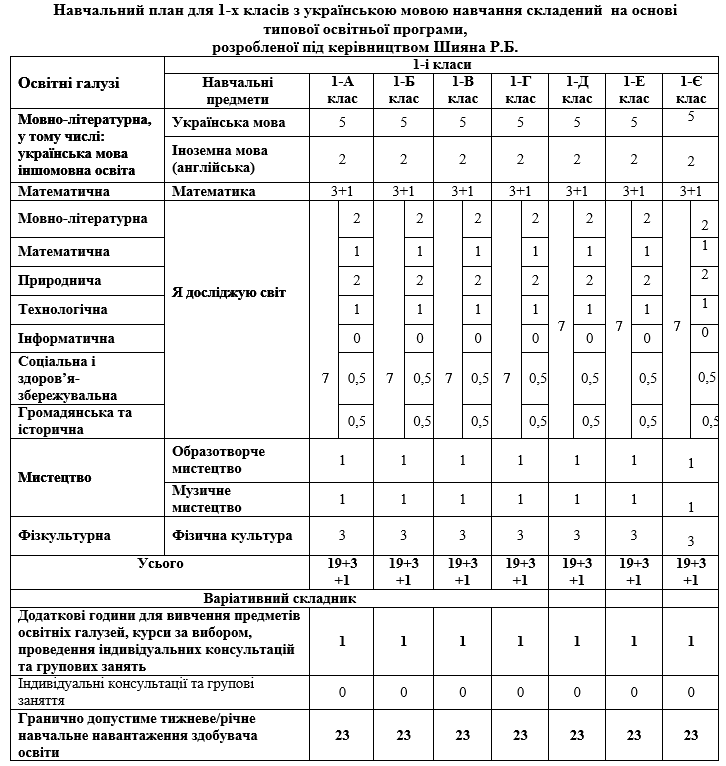 Навчальний план для 1-х класів з українською мовою навчання складений на основі
типової освітньої програми,
розробленої під керівництвом Шияна Р.Б.
Освітні галузі
1-і класи
Навчальні
предмети
1-А
клас
1-Б
клас
1-В
клас
1-Г
клас
1-Д
клас
1-Е
клас
1-Є
клас
Мовно-літературна,
у тому числі:
українська мова
іншомовна освіта
Українська мова
5 5 5 5 5 5 5
Іноземна мова
(англійська)
2 2 2 2 2 2 2
Математична Математика 3+1 3+1 3+1 3+1 3+1 3+1 3+1
Мовно-літературна 2 2 2 2 2 2 2
Математична 1 1 1 1 1 1 1
Природнича 2 2 2 2 2 2 2
Я досліджую світ
Технологічна 1 1 1 1 1 1 1
7 7 7
Інформатична 0 0 0 0 0 0 0
Соціальна і
здоров’я-
збережувальна
7 0,5 7 0,5 7 0,5 7 0,5 0,5 0,5 0,5
Громадянська та
історична
0,5 0,5 0,5 0,5 0,5 0,5 0,5
Мистецтво
Образотворче
мистецтво
1 1 1 1 1 1 1
Музичне
мистецтво
1 1 1 1 1 1 1
Фізкультурна Фізична культура 3 3 3 3 3 3 3
Усього 19+3 19+3 19+3 19+3 19+3 19+3 19+3
+1 +1 +1 +1 +1 +1 +1
Варіативний складник
Додаткові години для вивчення предметів
освітніх галузей, курси за вибором,
проведення індивідуальних консультацій
та групових занять
1 1 1 1 1 1 1
Індивідуальні консультації та групові
заняття
0 0 0 0 0 0 0
Гранично допустиме тижневе/річне
навчальне навантаження здобувача
освіти
23 23 23 23 23 23 23